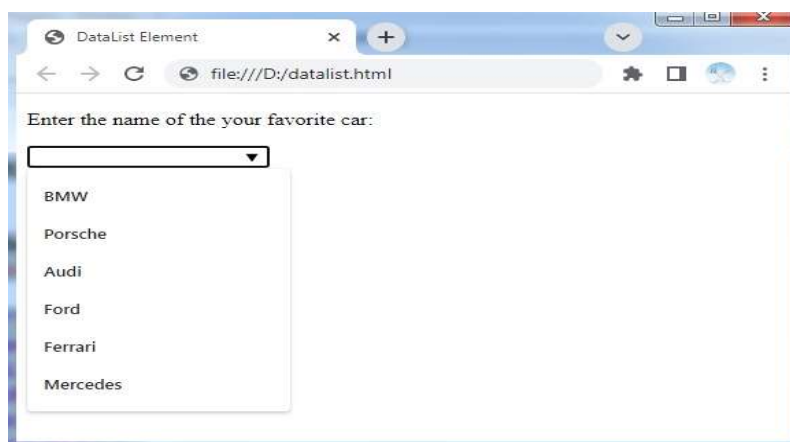 DataList Element
file:///D:/datalist.html
Enter the name of the your favorite car:
BMW
Porsche
Audi
Ford
Ferrari
Mercedes